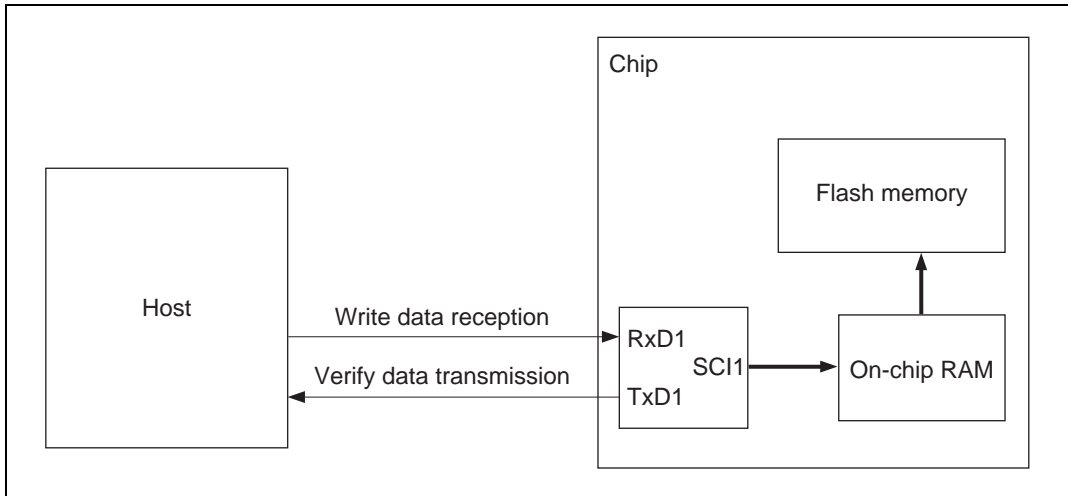 Chip
Flash memory
Host
Write data reception
RxD1
SCI1
On-chip RAM
Verify data transmission
TxD1